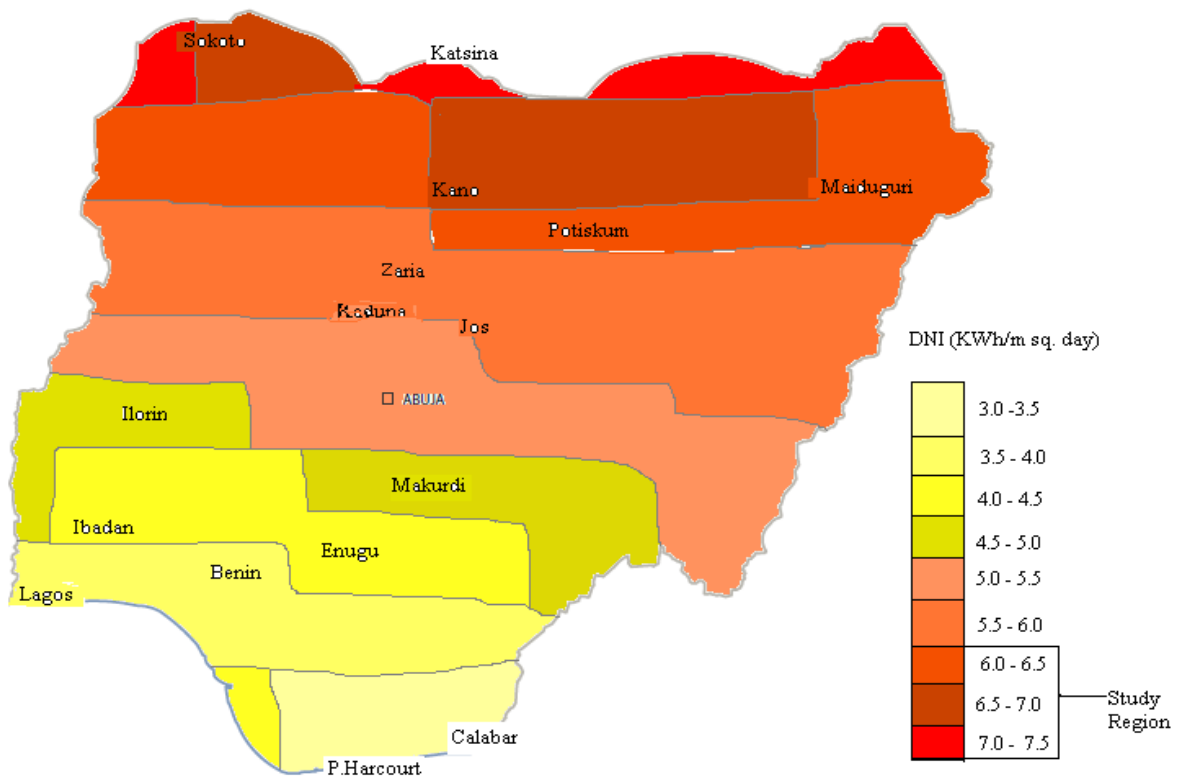 Sokoto
Katsina
Kano
Maiduguri
Potiskum
Zaria
Kaduna
Jos
DNI (KWh/m sq. day)
ABUJA
Ilorin
3.0 -3.5
3.5 - 4.0
Makurdi
4.0 - 4.5
Ibadan
Enugu
4.5 - 5.0
Benin
5.0 - 5.5
Lagos
5.5 - 6.0
6.0 - 6.5
6.5 - 7.0
Study
Region
Calabar
7.0 - 7.5
P.Harcourt